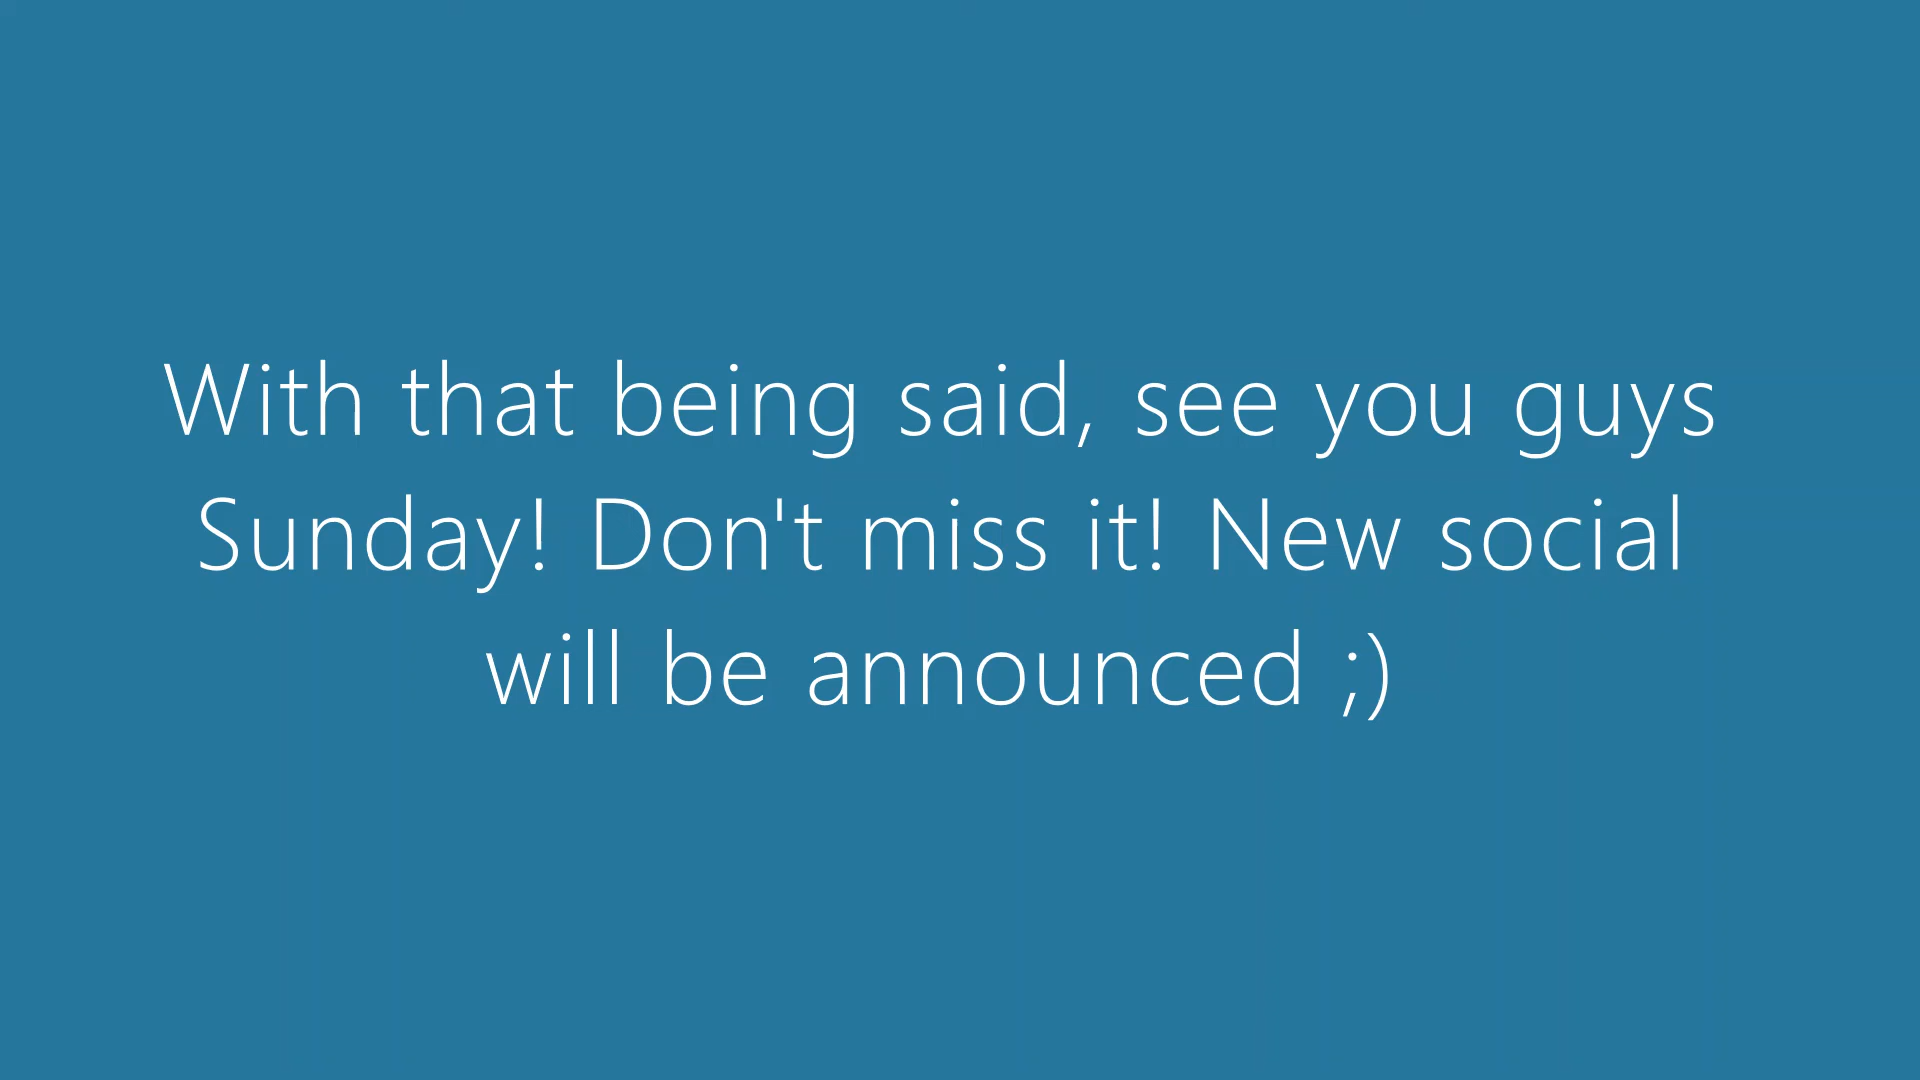 With that being said, see you guys
Sunday! Don't miss it! New social
will be announced ;)